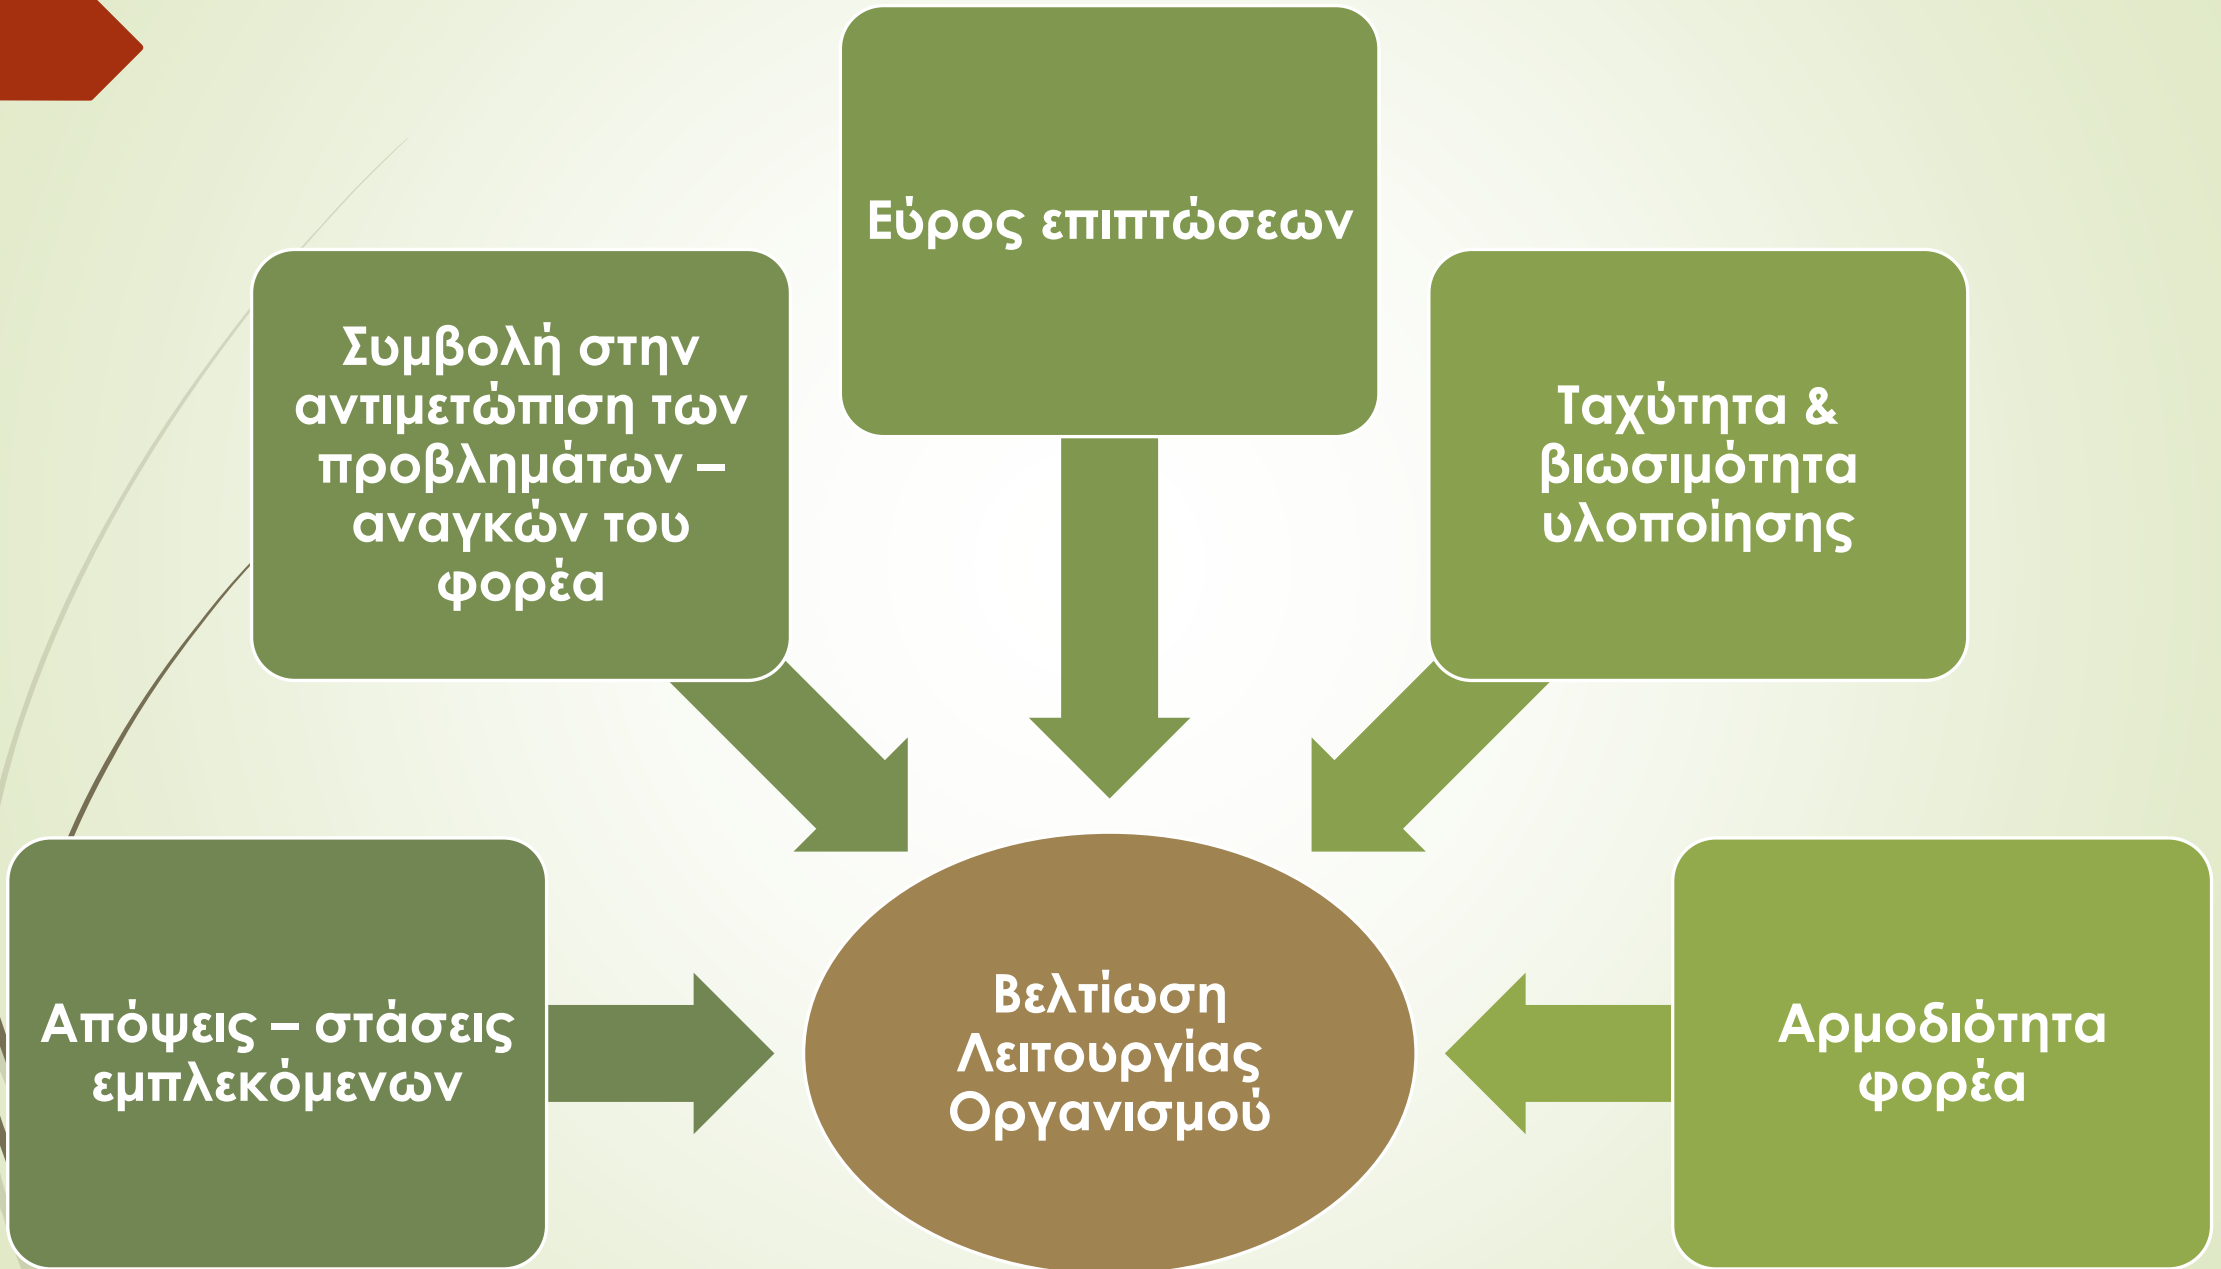 Εύρος επιπτώσεων
Συμβολή στην
αντιμετώπιση των
προβλημάτων –
αναγκών του
φορέα
Ταχύτητα &
βιωσιμότητα
υλοποίησης
Απόψεις – στάσεις
εμπλεκόμενων
Βελτίωση
Λειτουργίας
Οργανισμού
Αρμοδιότητα
φορέα